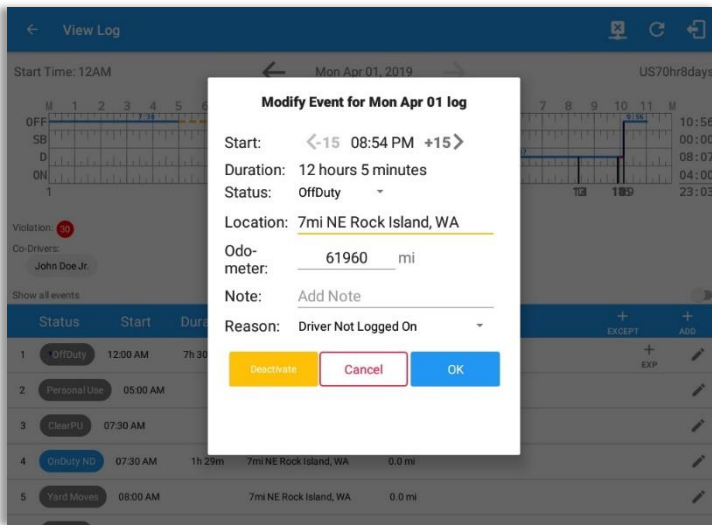 View Log
Start Time: 12AM
Mon Apr 01, 2019
US70hr8days
M 1 2 3 4 5 6
7 8 9 10 11 M
OFF
7:30
10:56
SB
00:00
D
08:07
ON
04:00
1
23:03
Violation: 30
Co-Drivers:
John Doe Jr.
Show all events
Status Start
EXCEPT
ADD
1 OffDuty 12:00 AM 7h 30
EXP
2 Personal Use 05:00 AM
3 ClearPU 07:30 AM
4 OnDuty ND 07:30 AM 1h 29m 7mi NE Rock Island, WA 0.0 mi
5 Yard Moves 08:00 AM 7mi NE Rock Island, WA 0.0 mi
Modify Event for Mon Apr 01 log
Start: -15 08:54 PM +15
Duration: 12 hours 5 minutes
Status: OffDuty
Location: 7mi NE Rock Island, WA
Odo-
meter: 61960 mi
Note: Add Note
Reason: Driver Not Logged On
Deactivate Cancel OK